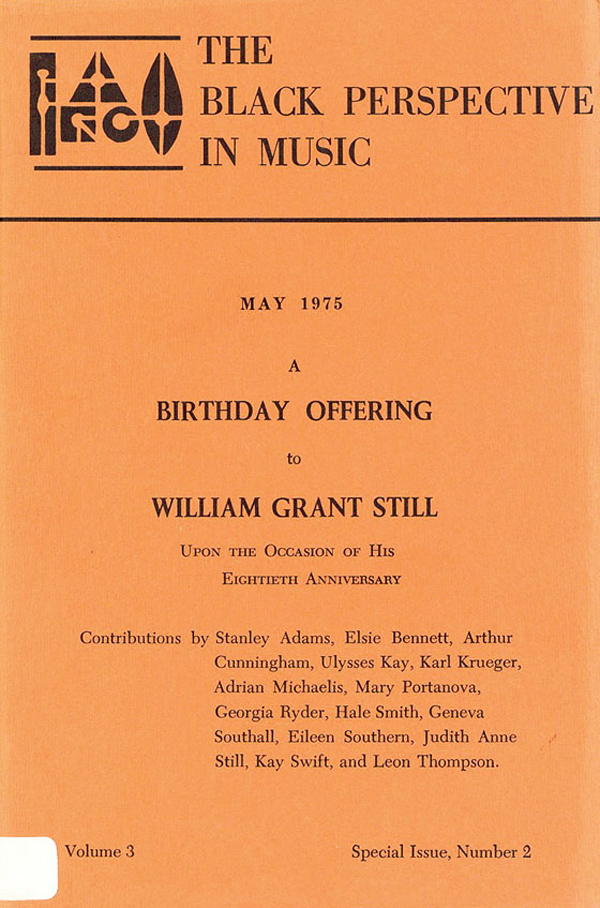 THE
BLACK PERSPECTIVE
IN MUSIC
MAY 1975
A
BIRTHDAY OFFERING
to
WILLIAM GRANT STILL
UPON THE OCCASION OF HIS
EIGHTIETH ANNIVERSARY
Contributions by Stanley Adams, Elsie Bennett, Arthur
Cunningham, Ulysses Kay, Karl Krueger,
Adrian Michaelis, Mary Portanova,
Georgia Ryder, Hale Smith, Geneva
Southall, Eileen Southern, Judith Anne
Still, Kay Swift, and Leon Thompson.
Volume 3 Special Issue, Number 2